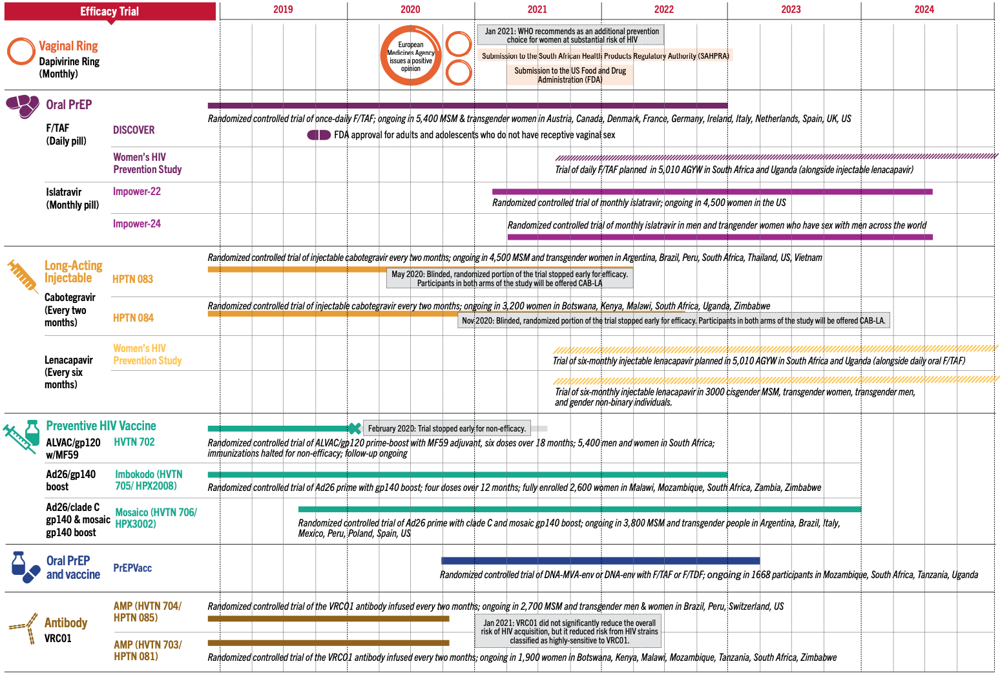 Efficacy Trial
2019 2020 2021 2022 2023 2024
Vaginal Ring
Dapivirine Ring
(Monthly)
European
Medicines Agency
issues a positive
opinion
Jan 2021: WHO recommends as an additional prevention
choice for women at substantial risk of HIV
Submission to the South African Health Products Regulatory Authority (SAHPRA)
Submission to the US Food and Drug
Administration (FDA)
Oral PrEP
F/TAF
(Daily pill)
DISCOVER
Randomized controlled trial of once-daily F/TAF; ongoing in 5,400 MSM & transgender women in Austria, Canada, Denmark, France, Germany, Ireland, Italy, Netherlands, Spain, UK, US
FDA approval for adults and adolescents who do not have receptive vaginal sex
Women's HIV
Prevention Study
Trial of daily F/TAF planned in 5,010 AGYW in South Africa and Uganda (alongside injectable lenacapavir)
Islatravir
(Monthly pill)
Impower-22
Randomized controlled trial of monthly islatravir; ongoing in 4,500 women in the US
Impower-24
Randomized controlled trial of monthly islatravir in men and trangender women who have sex with men across the world
Long-Acting
Injectable
Cabotegravir
(Every two
months)
HPTN 083
Randomized controlled trial of injectable cabotegravir every two months; ongoing in 4,500 MSM and transgender women in Argentina, Brazil, Peru, South Africa, Thailand, US, Vietnam
May 2020: Blinded, randomized portion of the trial stopped early for efficacy.
Participants in both arms of the study will be offered CAB-LA
HPTN 084
Randomized controlled trial of injectable cabotegravir every two months; ongoing in 3,200 women in Botswana, Kenya, Malawi, South Africa, Uganda, Zimbabwe
Nov 2020: Blinded, randomized portion of the trial stopped early for efficacy. Participants in both arms of the study will be offered CAB-LA.
Lenacapavir
(Every six
months)
Women's HIV
Prevention Study
Trial of six-monthly injectable lenacapavir planned in 5,010 AGYW in South Africa and Uganda (alongside daily oral F/TAF)
Trial of six-monthly injectable lenacapavir in 3000 cisgender MSM, transgender women, transgender men,
and gender non-binary individuals.
Preventive HIV Vaccine
ALVAC/gp120
w/MF59
HVTN 702
February 2020: Trial stopped early for non-efficacy.
Randomized controlled trial of ALVAC/gp120 prime-boost with MF59 adjuvant, six doses over 18 months; 5,400 men and women in South Africa;
immunizations halted for non-efficacy; follow-up ongoing
Ad26/gp140
boost
Imbokodo (HVTN
705/ HPX2008)
Randomized controlled trial of Ad26 prime with gp140 boost; four doses over 12 months; fully enrolled 2,600 women in Malawi, Mozambique, South Africa, Zambia, Zimbabwe
Ad26/clade C
gp140 & mosaic
gp140 boost
Mosaico (HVTN 706/
HPX3002)
Randomized controlled trial of Ad26 prime with clade C and mosaic gp140 boost; ongoing in 3,800 MSM and transgender people in Argentina, Brazil, Italy,
Mexico, Peru, Poland, Spain, US
Oral PrEP
and vaccine
PrEPVacc
Randomized controlled trial of DNA-MVA-env or DNA-env with F/TAF or F/TDF; ongoing in 1668 participants in Mozambique, South Africa, Tanzania, Uganda
Antibody
VRC01
AMP (HVTN 704/
HPTN 085)
Randomized controlled trial of the VRC01 antibody infused every two months; ongoing in 2,700 MSM and transgender men & women in Brazil, Peru, Switzerland, US
Jan 2021: VRC01 did not significantly reduce the overall
risk of HIV acquisition, but it reduced risk from HIV strains
classified as highly-sensitive to VRC01.
AMP (HVTN 703/
HPTN 081)
Randomized controlled trial of the VRC01 antibody infused every two months; ongoing in 1,900 women in Botswana, Kenya, Malawi, Mozambique, Tanzania, South Africa, Zimbabwe